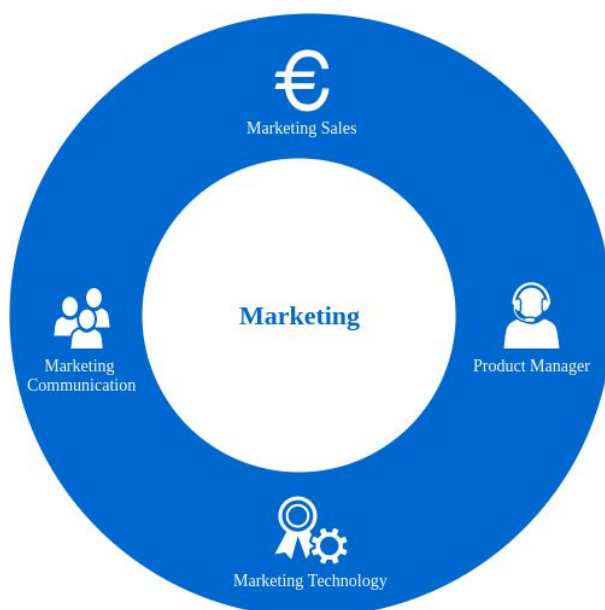 €
Marketing Sales
Marketing
Communication
Marketing
Product Manager
Marketing Technology